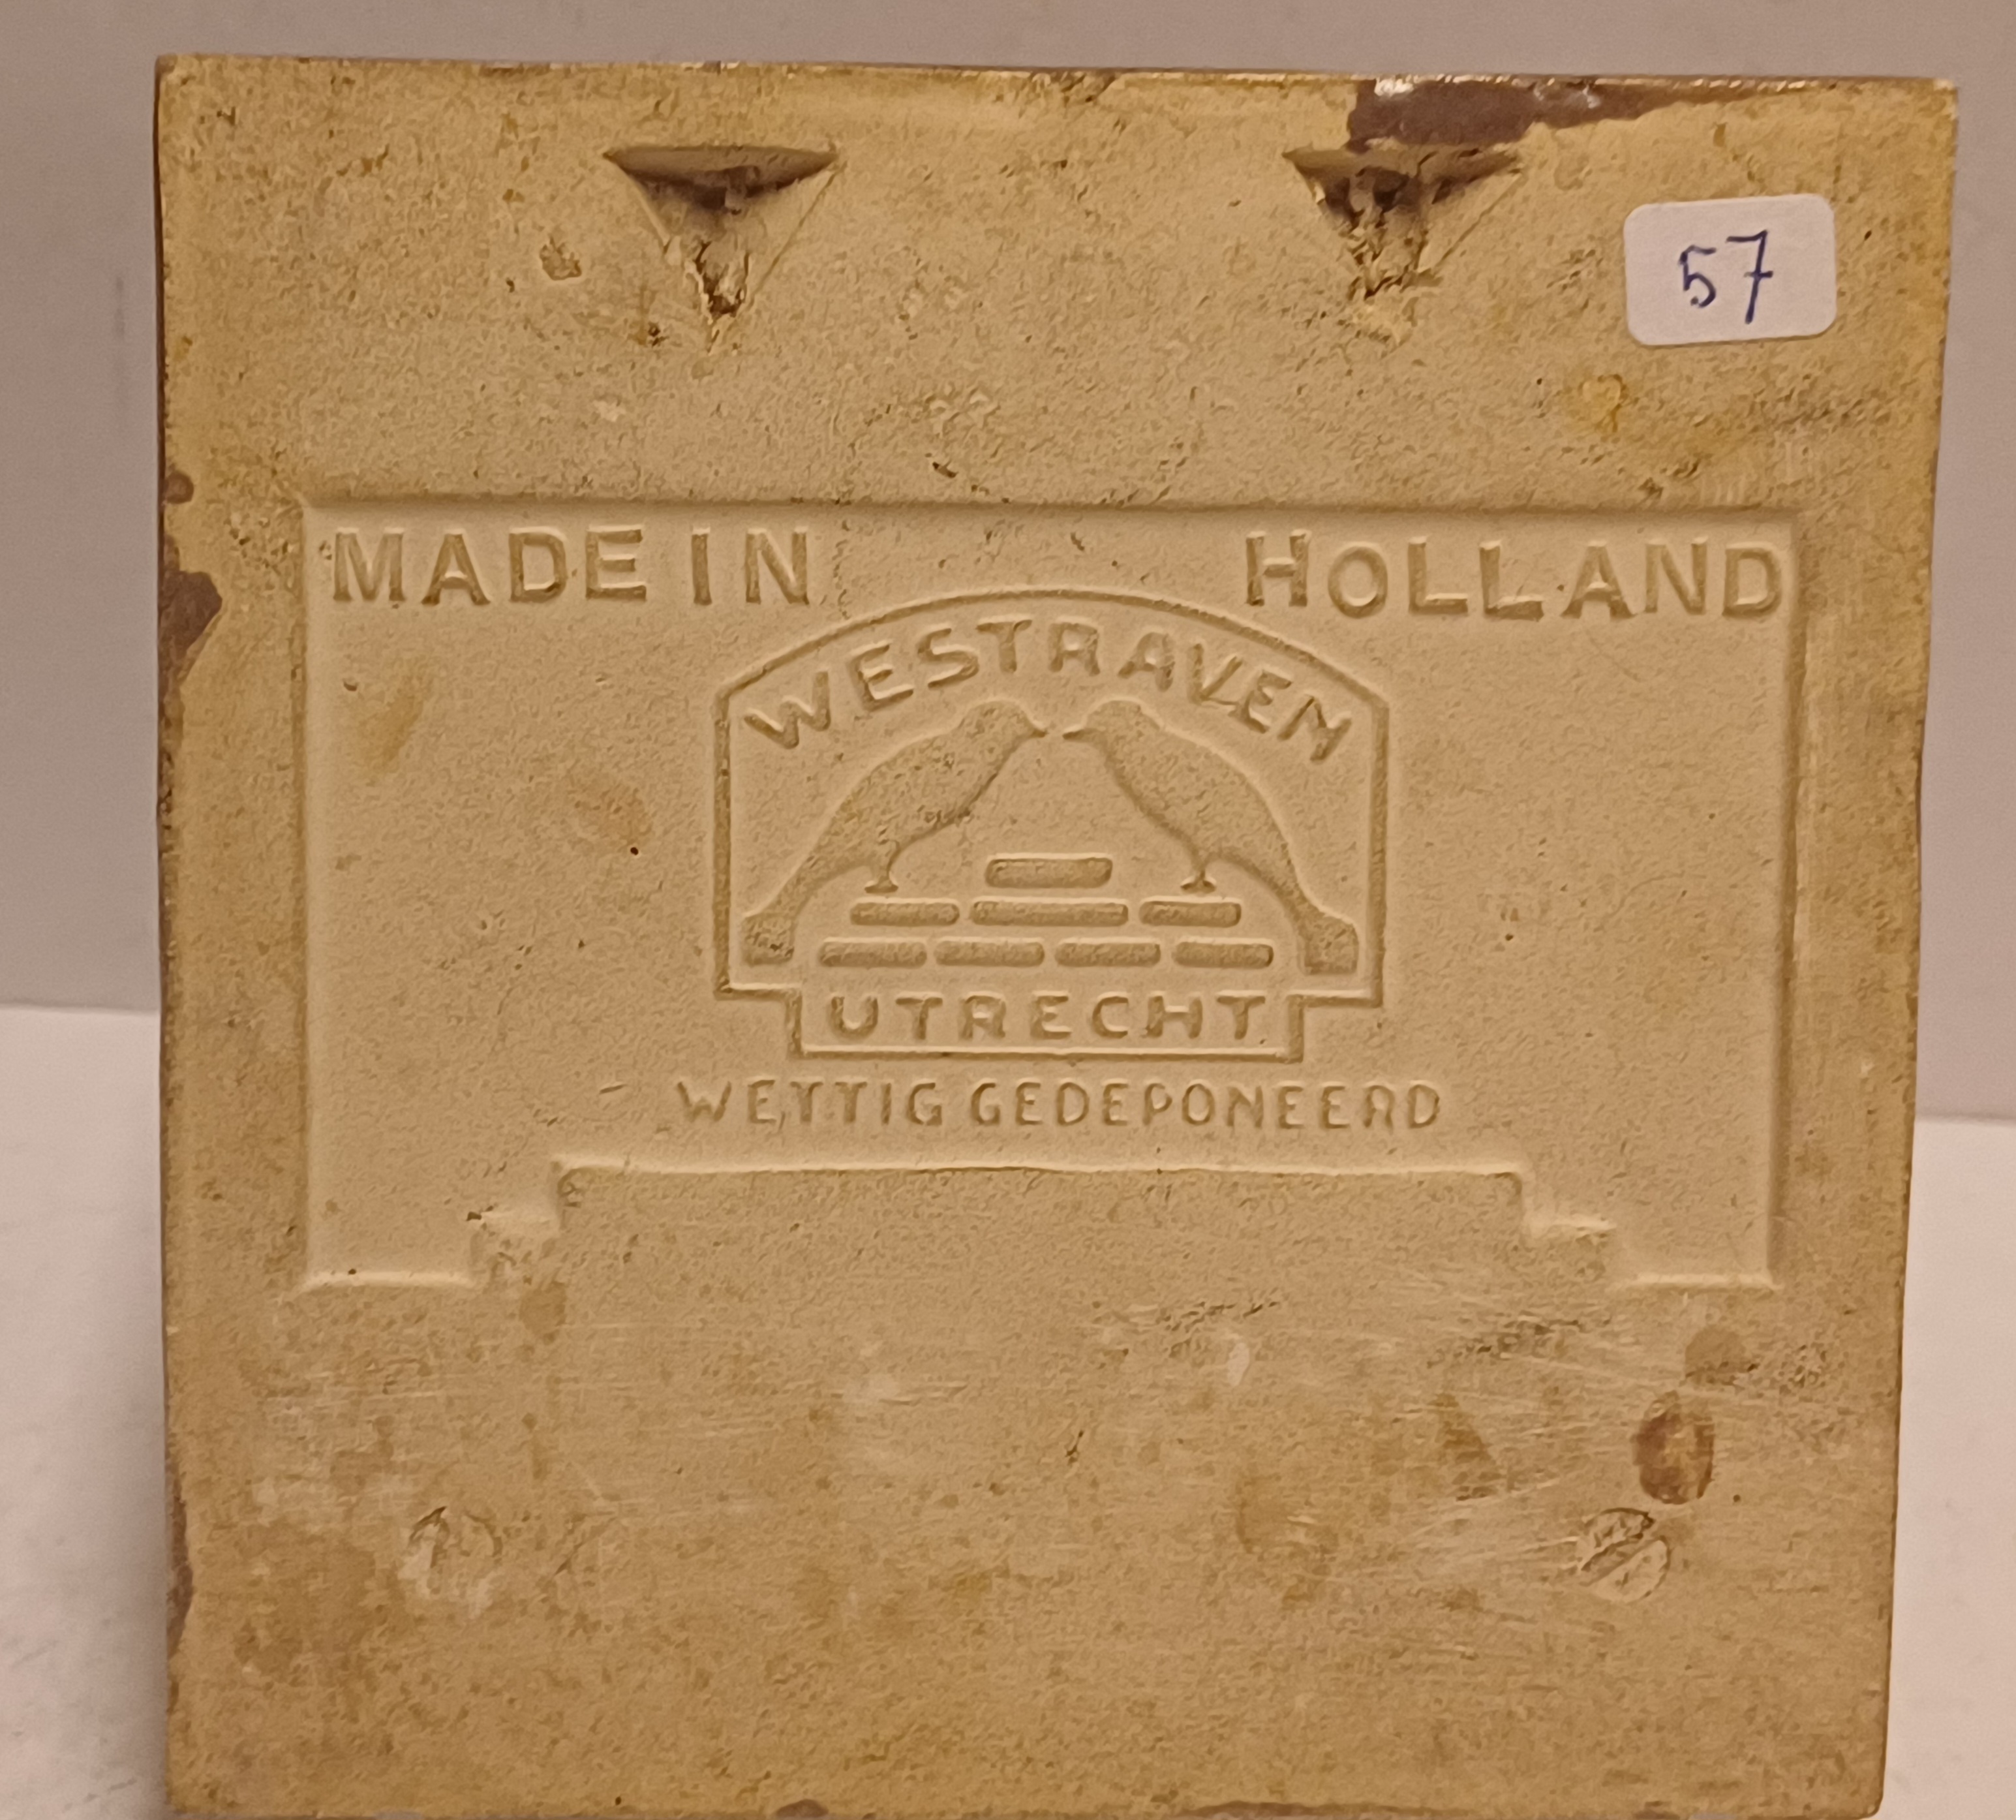 57
MADE IN HOLLAND
WESTRAVEN
UTRECHT
WETTIG GEDEPONEERD